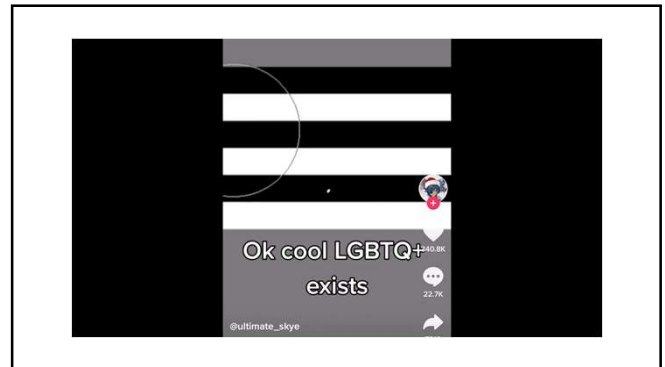 240.8K
Ok cool LGBTQ+
exists
22.7K
@ultimate_skye